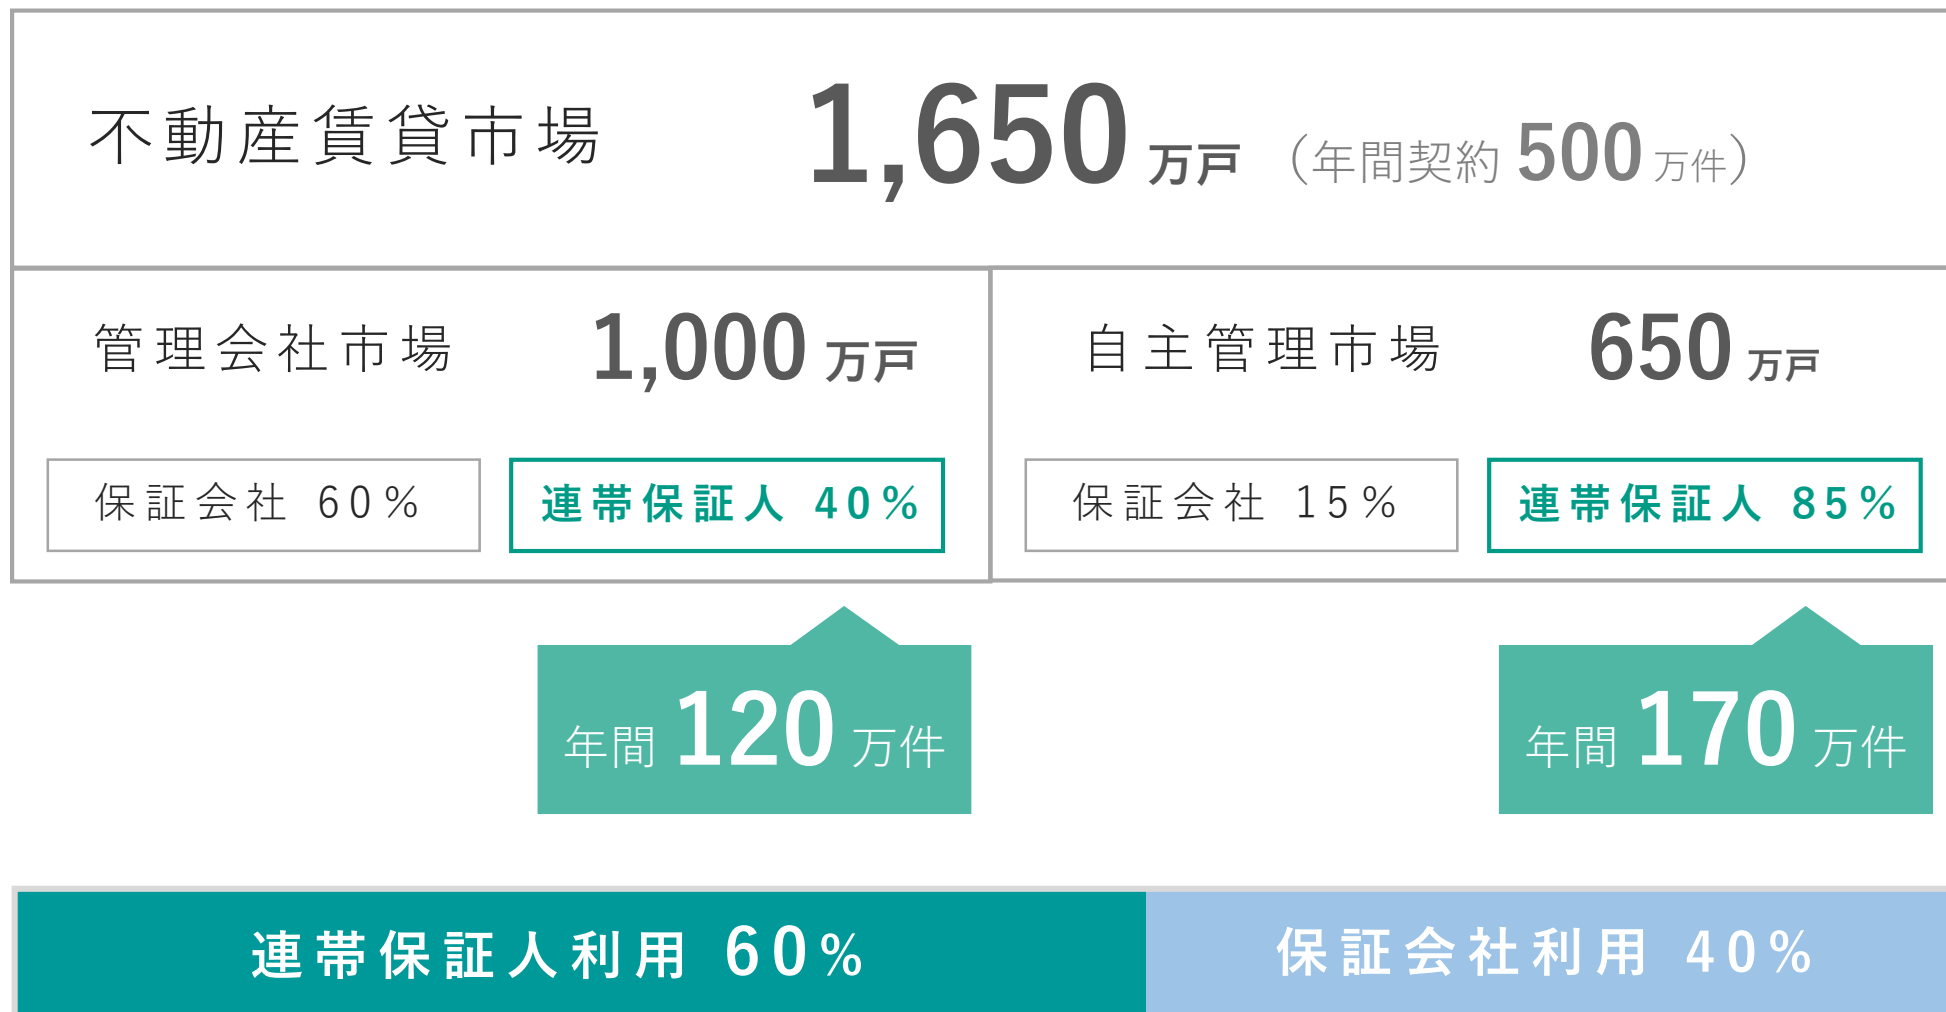 不動産賃貸市場 1,650万戸（年間契約 500万件）
管理会社市場 1,000万戸
自主管理市場 650万戸
保証会社 60%
連帯保証人 40%
保証会社 15%
連帯保証人 85%
年間 120万件
年間 170万件
連帯保証人利用 60%
保証会社利用 40%